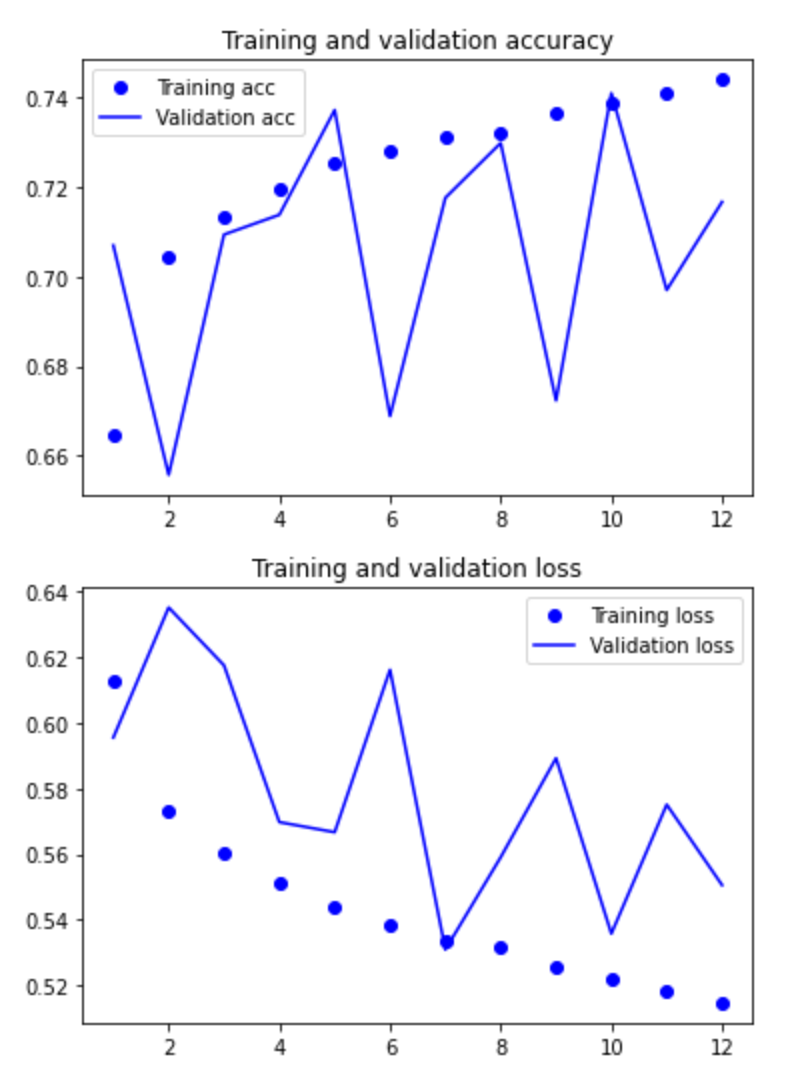 Training and validation accuracy
Training acc
Validation acc
0.74
0.72
0.70
0.68
0.66
2 4 6 8 10 12
Training and validation loss
Training loss
Validation loss
0.64
0.62
0.60
0.58
0.56
0.54
0.52
2 4 6 8 10 12